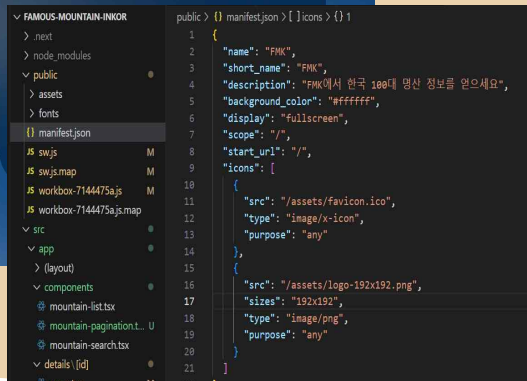 FAMOUS-MOUNTAIN-INKOR
.next
node_modules
public
assets
fonts
{} manifest.json
JS sw.js M
JS sw.js.map M
JS workbox-7144475a.js M
JS workbox-7144475a.js.map
src
app
(layout)
components
mountain-list.tsx
mountain-pagination.t... U
mountain-search.tsx
details\[id]
public > {} manifest.json > [ ] icons > {} 1
1 {
2 "name": "FMK",
3 "short_name": "FMK",
4 "description": "FMK에서 한국 100대 명산 정보를 얻으세요",
5 "background_color": "#ffffff",
6 "display": "fullscreen",
7 "scope": "/",
8 "start_url": "/",
9 "icons": [
10 {
11 "src": "/assets/favicon.ico",
12 "type": "image/x-icon",
13 "purpose": "any"
14 },
15 {
16 "src": "/assets/logo-192x192.png",
17 "sizes": "192x192",
18 "type": "image/png",
19 "purpose": "any"
20 }
21 ]